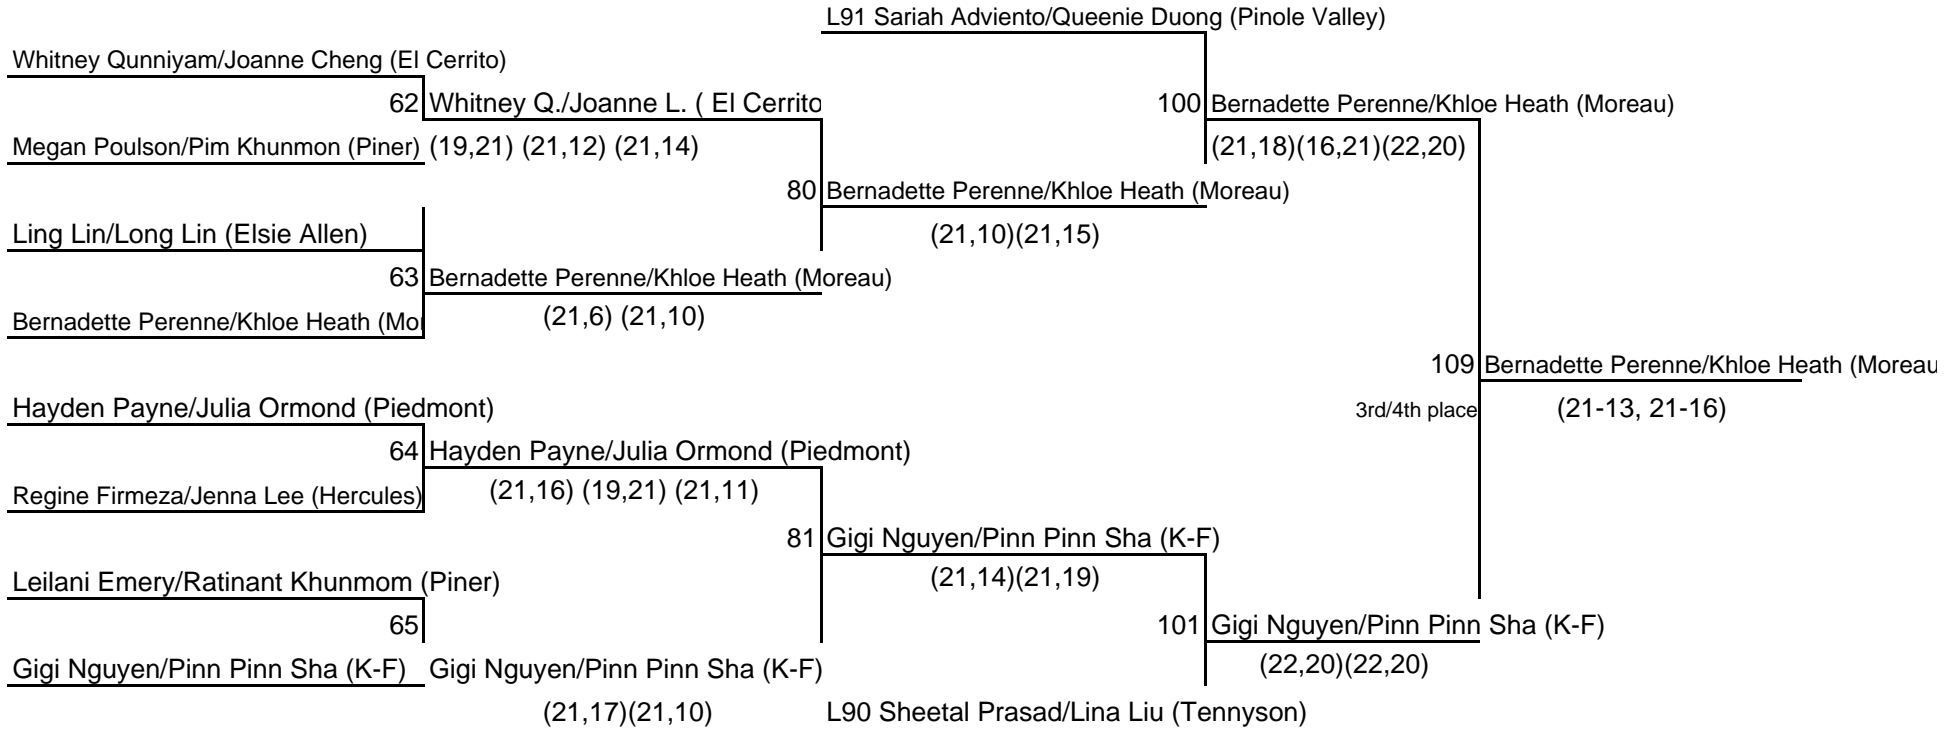 L91 Sariah Adviento/Queenie Duong (Pinole Valley)
Whitney Qunniyam/Joanne Cheng (El Cerrito)
62 Whitney Q./Joanne L. ( El Cerrito
100 Bernadette Perenne/Khloe Heath (Moreau)
Megan Poulson/Pim Khunmon (Piner) (19,21) (21,12) (21,14)
(21,18)(16,21)(22,20)
80 Bernadette Perenne/Khloe Heath (Moreau)
Ling Lin/Long Lin (Elsie Allen)
(21,10)(21,15)
63 Bernadette Perenne/Khloe Heath (Moreau)
Bernadette Perenne/Khloe Heath (Mor
(21,6) (21,10)
109 Bernadette Perenne/Khloe Heath (Moreau
Hayden Payne/Julia Ormond (Piedmont)
3rd/4th place
(21-13, 21-16)
64 Hayden Payne/Julia Ormond (Piedmont)
Regine Firmeza/Jenna Lee (Hercules)
(21,16) (19,21) (21,11)
81 Gigi Nguyen/Pinn Pinn Sha (K-F)
Leilani Emery/Ratinant Khunmom (Piner)
(21,14)(21,19)
65
101 Gigi Nguyen/Pinn Pinn Sha (K-F)
Gigi Nguyen/Pinn Pinn Sha (K-F)
Gigi Nguyen/Pinn Pinn Sha (K-F)
(22,20)(22,20)
(21,17)(21,10)
L90 Sheetal Prasad/Lina Liu (Tennyson)